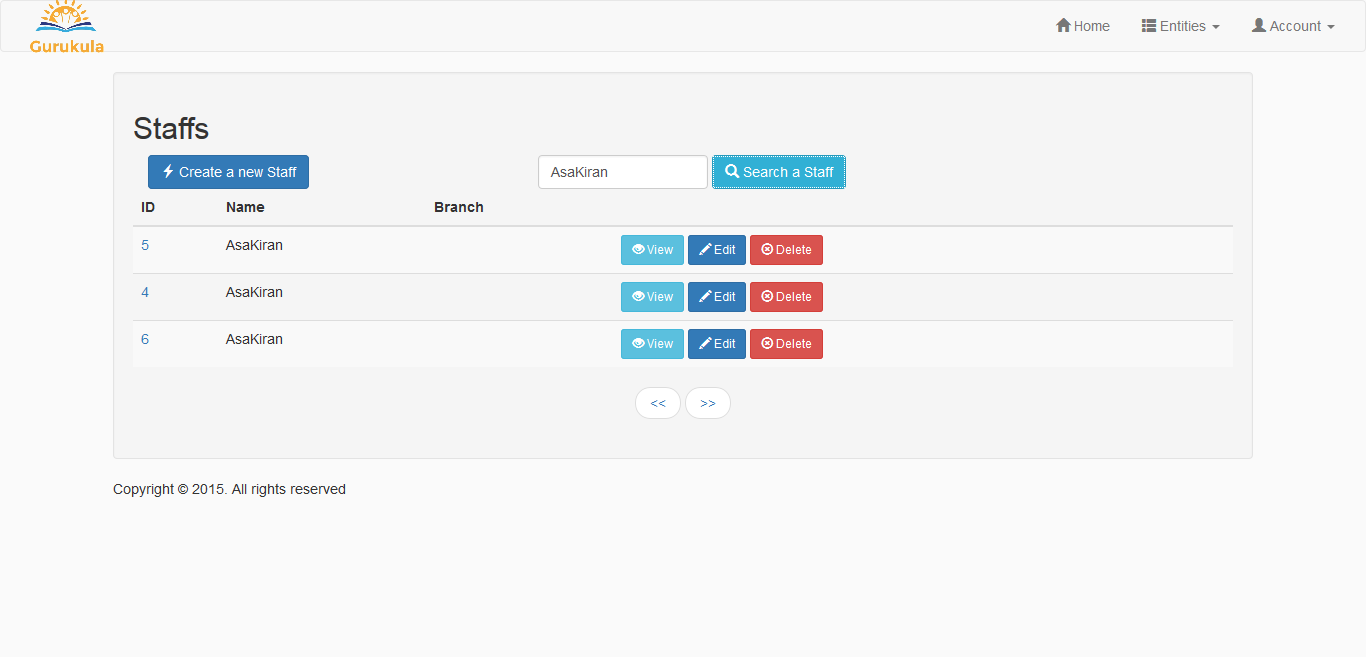 Gurukula
Home Entities Account
Staffs
Create a new Staff AsaKiran Search a Staff
ID Name Branch
5 AsaKiran View Edit Delete
4 AsaKiran View Edit Delete
6 AsaKiran View Edit Delete
<< >>
Copyright © 2015. All rights reserved